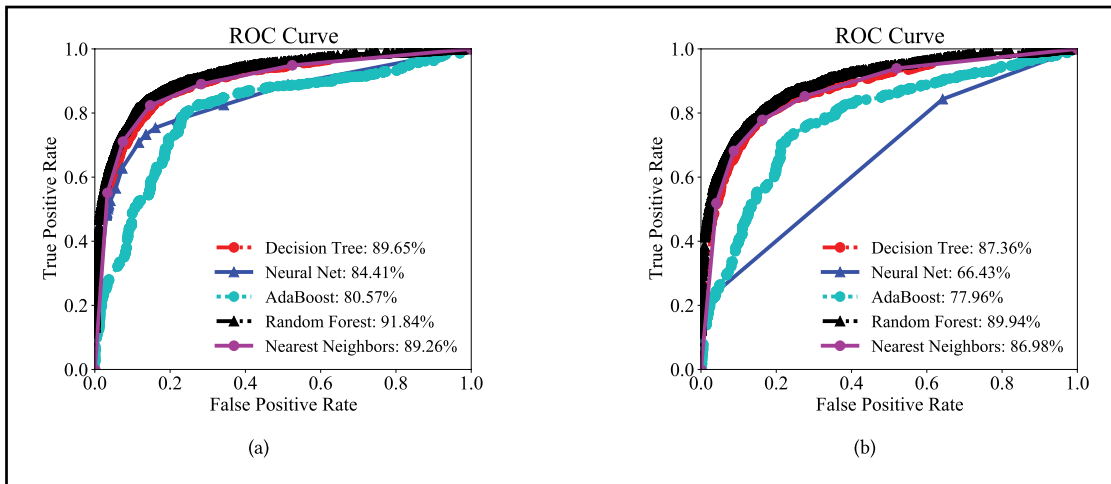 ROC Curve
1.0
0.8
0.6
0.4
0.2
0.0
True Positive Rate
Decision Tree: 89.65%
Neural Net: 84.41%
AdaBoost: 80.57%
Random Forest: 91.84%
Nearest Neighbors: 89.26%
0.0 0.2 0.4 0.6 0.8 1.0
False Positive Rate
(a)
ROC Curve
1.0
0.8
0.6
0.4
0.2
0.0
True Positive Rate
Decision Tree: 87.36%
Neural Net: 66.43%
AdaBoost: 77.96%
Random Forest: 89.94%
Nearest Neighbors: 86.98%
0.0 0.2 0.4 0.6 0.8 1.0
False Positive Rate
(b)